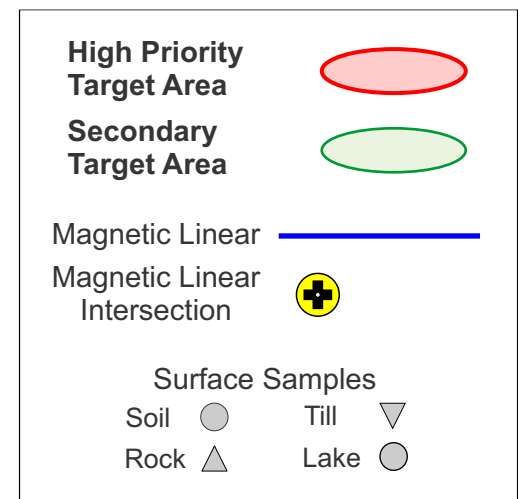 High Priority
Target Area
Secondary
Target Area
Magnetic Linear
Magnetic Linear
Intersection
Surface Samples
Soil Till
Rock Lake